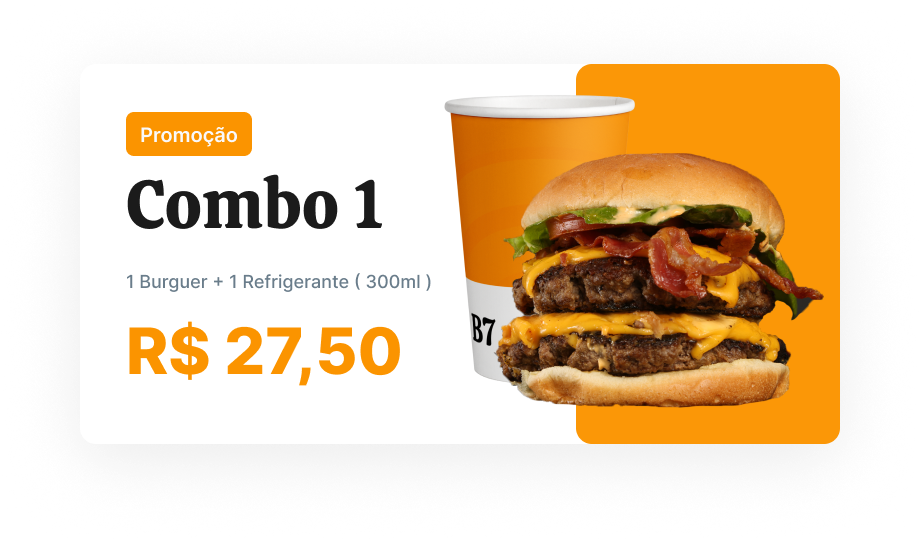 Promoção
Combo 1
1 Burguer + 1 Refrigerante ( 300ml )
R$ 27,50
B7